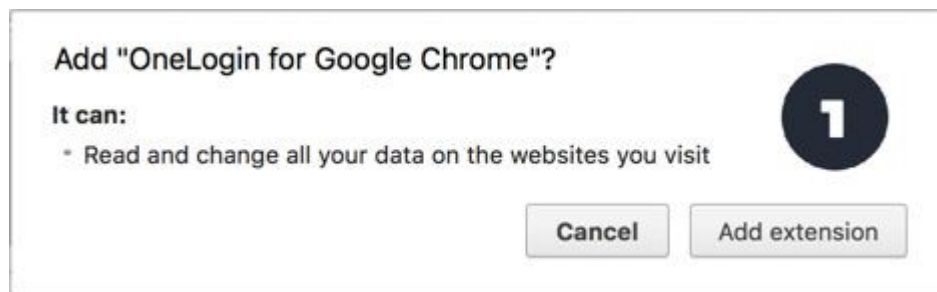 Add "OneLogin for Google Chrome"?
It can:
- Read and change all your data on the websites you visit
1
Cancel
Add extension